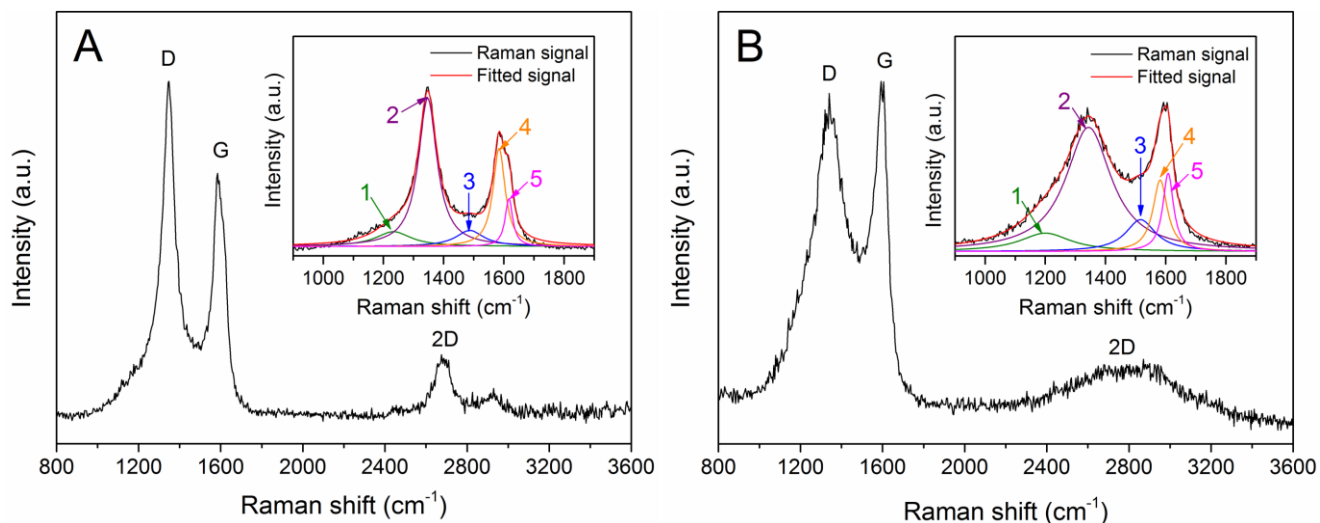 A
D
G
2D
Intensity (a.u.)
800 1200 1600 2000 2400 2800 3200 3600
Raman shift (cm⁻¹)
Raman signal
Fitted signal
1
2
3
4
5
Intensity (a.u.)
1000 1200 1400 1600 1800
Raman shift (cm⁻¹)
B
D
G
2D
Intensity (a.u.)
800 1200 1600 2000 2400 2800 3200 3600
Raman shift (cm⁻¹)
Raman signal
Fitted signal
1
2
3
4
5
Intensity (a.u.)
1000 1200 1400 1600 1800
Raman shift (cm⁻¹)